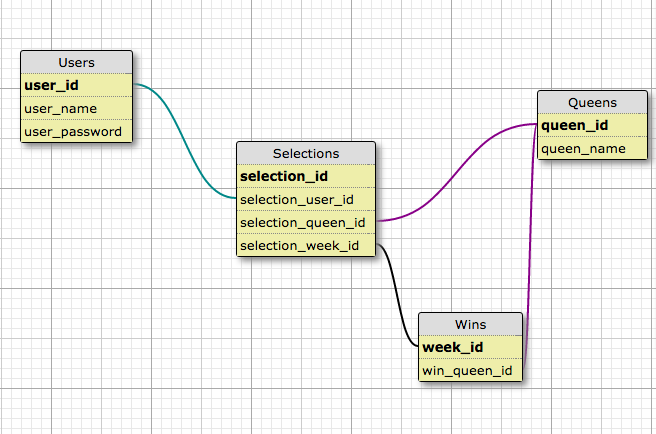 Users
user_id
user_name
user_password
Selections
selection_id
selection_user_id
selection_queen_id
selection_week_id
Queens
queen_id
queen_name
Wins
week_id
win_queen_id